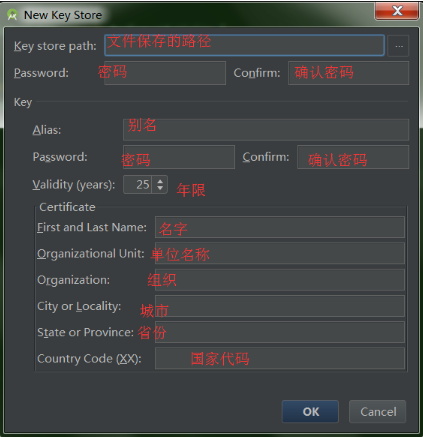 New Key Store
Key store path: 文件保存的路径 ...
Password: 密码 Confirm: 确认密码
Key
Alias: 别名
Password: 密码 Confirm: 确认密码
Validity (years): 25 年限
Certificate
First and Last Name: 名字
Organizational Unit: 单位名称
Organization: 组织
City or Locality: 城市
State or Province: 省份
Country Code (XX): 国家代码
OK Cancel